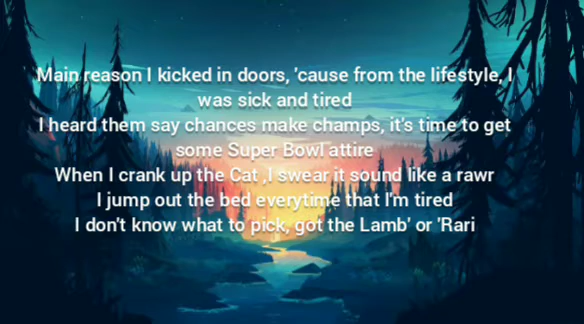 Main reason I kicked in doors, 'cause from the lifestyle, I
was sick and tired
I heard them say chances make champs, it's time to get
some Super Bowl attire
When I crank up the Cat ,I swear it sound like a rawr
I jump out the bed everytime that I'm tired
I don't know what to pick, got the Lamb' or 'Rari